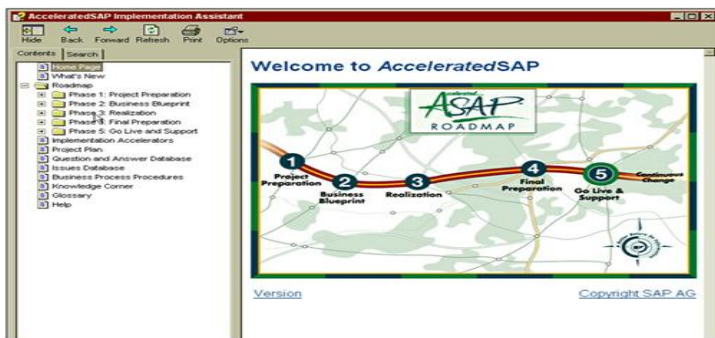 AcceleratedSAP Implementation Assistant
Hide Back Forward Refresh Print Options
Contents Search
Home Page
What's New
Roadmap
Phase 1: Project Preparation
Phase 2: Business Blueprint
Phase 3: Realization
Phase 4: Final Preparation
Phase 5: Go Live and Support
Implementation Accelerators
Project Plan
Question and Answer Database
Issues Database
Business Process Procedures
Knowledge Corner
Glossary
Help
Welcome to AcceleratedSAP
Accelerated
ASAP
ROADMAP
1
Project
Preparation
2
Business
Blueprint
3
Realization
4
Final
Preparation
5
Go Live &
Support
Continuous
Change
Version Copyright SAP AG